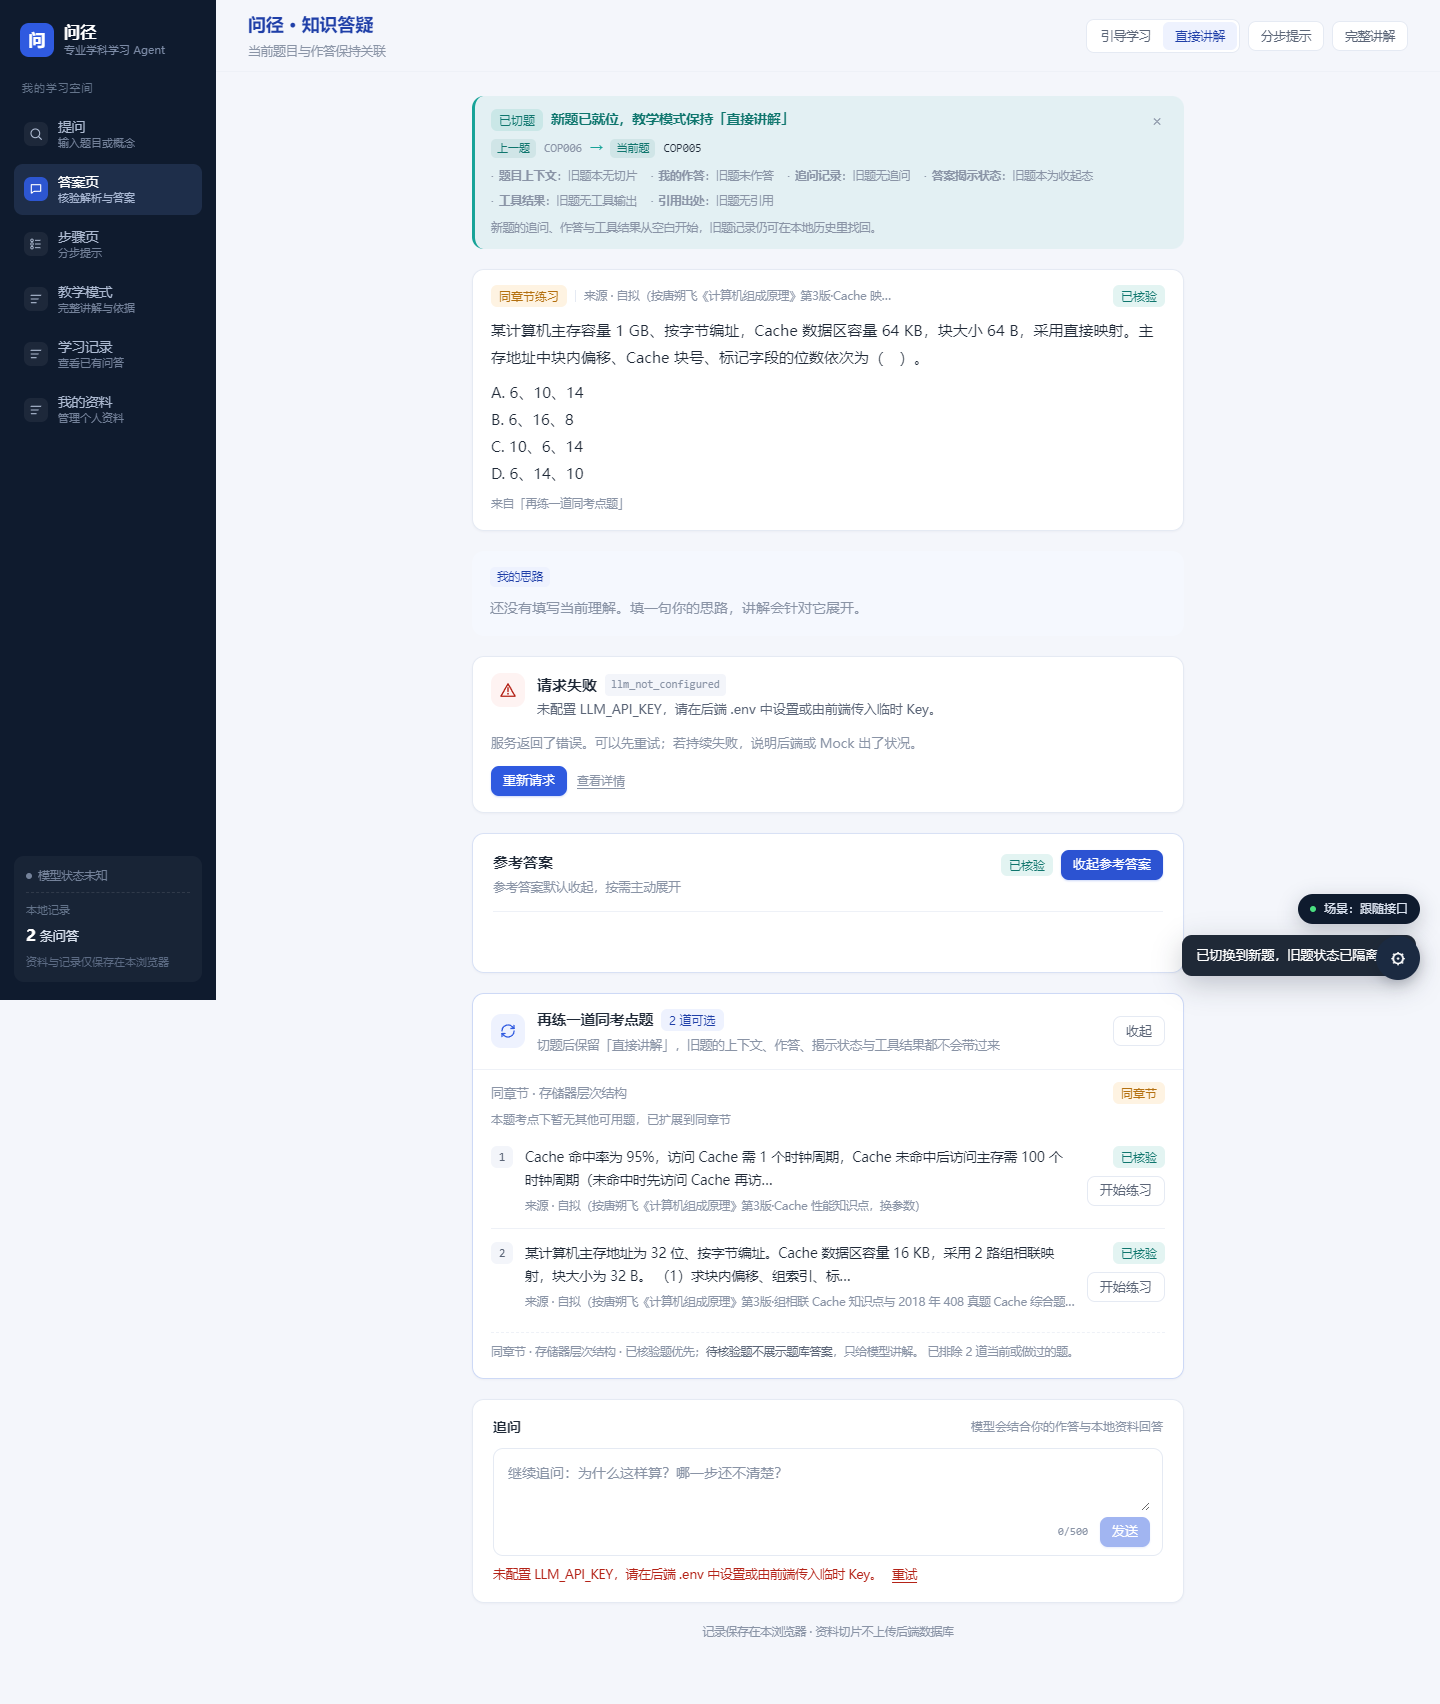 问
问径
专业学科学习 Agent
我的学习空间
提问
输入题目或概念
答案页
核验解析与答案
步骤页
分步提示
教学模式
完整讲解与依据
学习记录
查看已有问答
我的资料
管理个人资料
模型状态未知
本地记录
2 条问答
资料与记录仅保存在本浏览器
问径 · 知识答疑
当前题目与作答保持关联
引导学习
直接讲解
分步提示
完整讲解
已切题 新题已就位，教学模式保持「直接讲解」 ×
上一题 COP006 → 当前题 COP005
· 题目上下文：旧题本无切片 · 我的作答：旧题未作答 · 追问记录：旧题无追问 · 答案揭示状态：旧题本为收起态
· 工具结果：旧题无工具输出 · 引用出处：旧题无引用
新题的追问、作答与工具结果从空白开始，旧题记录仍可在本地历史里找回。
同章节练习 来源 · 自拟（按唐朔飞《计算机组成原理》第3版·Cache 映... 已核验
某计算机主存容量 1 GB、按字节编址，Cache 数据区容量 64 KB，块大小 64 B，采用直接映射。主
存地址中块内偏移、Cache 块号、标记字段的位数依次为（　）。
A. 6、10、14
B. 6、16、8
C. 10、6、14
D. 6、14、10
来自「再练一道同考点题」
我的思路
还没有填写当前理解。填一句你的思路，讲解会针对它展开。
请求失败 llm_not_configured
未配置 LLM_API_KEY，请在后端 .env 中设置或由前端传入临时 Key。
服务返回了错误。可以先重试；若持续失败，说明后端或 Mock 出了状况。
重新请求 查看详情
参考答案 已核验 收起参考答案
参考答案默认收起，按需主动展开
场景：跟随接口
已切换到新题，旧题状态已隔离
再练一道同考点题 2 道可选 收起
切题后保留「直接讲解」，旧题的上下文、作答、揭示状态与工具结果都不会带过来
同章节 · 存储器层次结构 同章节
本题考点下暂无其他可用题，已扩展到同章节
1 Cache 命中率为 95%，访问 Cache 需 1 个时钟周期，Cache 未命中后访问主存需 100 个 已核验
时钟周期（未命中时先访问 Cache 再访... 开始练习
来源 · 自拟（按唐朔飞《计算机组成原理》第3版·Cache 性能知识点，换参数）
2 某计算机主存地址为 32 位、按字节编址。Cache 数据区容量 16 KB，采用 2 路组相联映 已核验
射，块大小为 32 B。 （1）求块内偏移、组索引、标... 开始练习
来源 · 自拟（按唐朔飞《计算机组成原理》第3版·组相联 Cache 知识点与 2018 年 408 真题 Cache 综合题...
同章节 · 存储器层次结构 · 已核验题优先；待核验题不展示题库答案，只给模型讲解。 已排除 2 道当前或做过的题。
追问 模型会结合你的作答与本地资料回答
继续追问：为什么这样算？哪一步还不清楚？
0/500 发送
未配置 LLM_API_KEY，请在后端 .env 中设置或由前端传入临时 Key。 重试
记录保存在本浏览器 · 资料切片不上传后端数据库